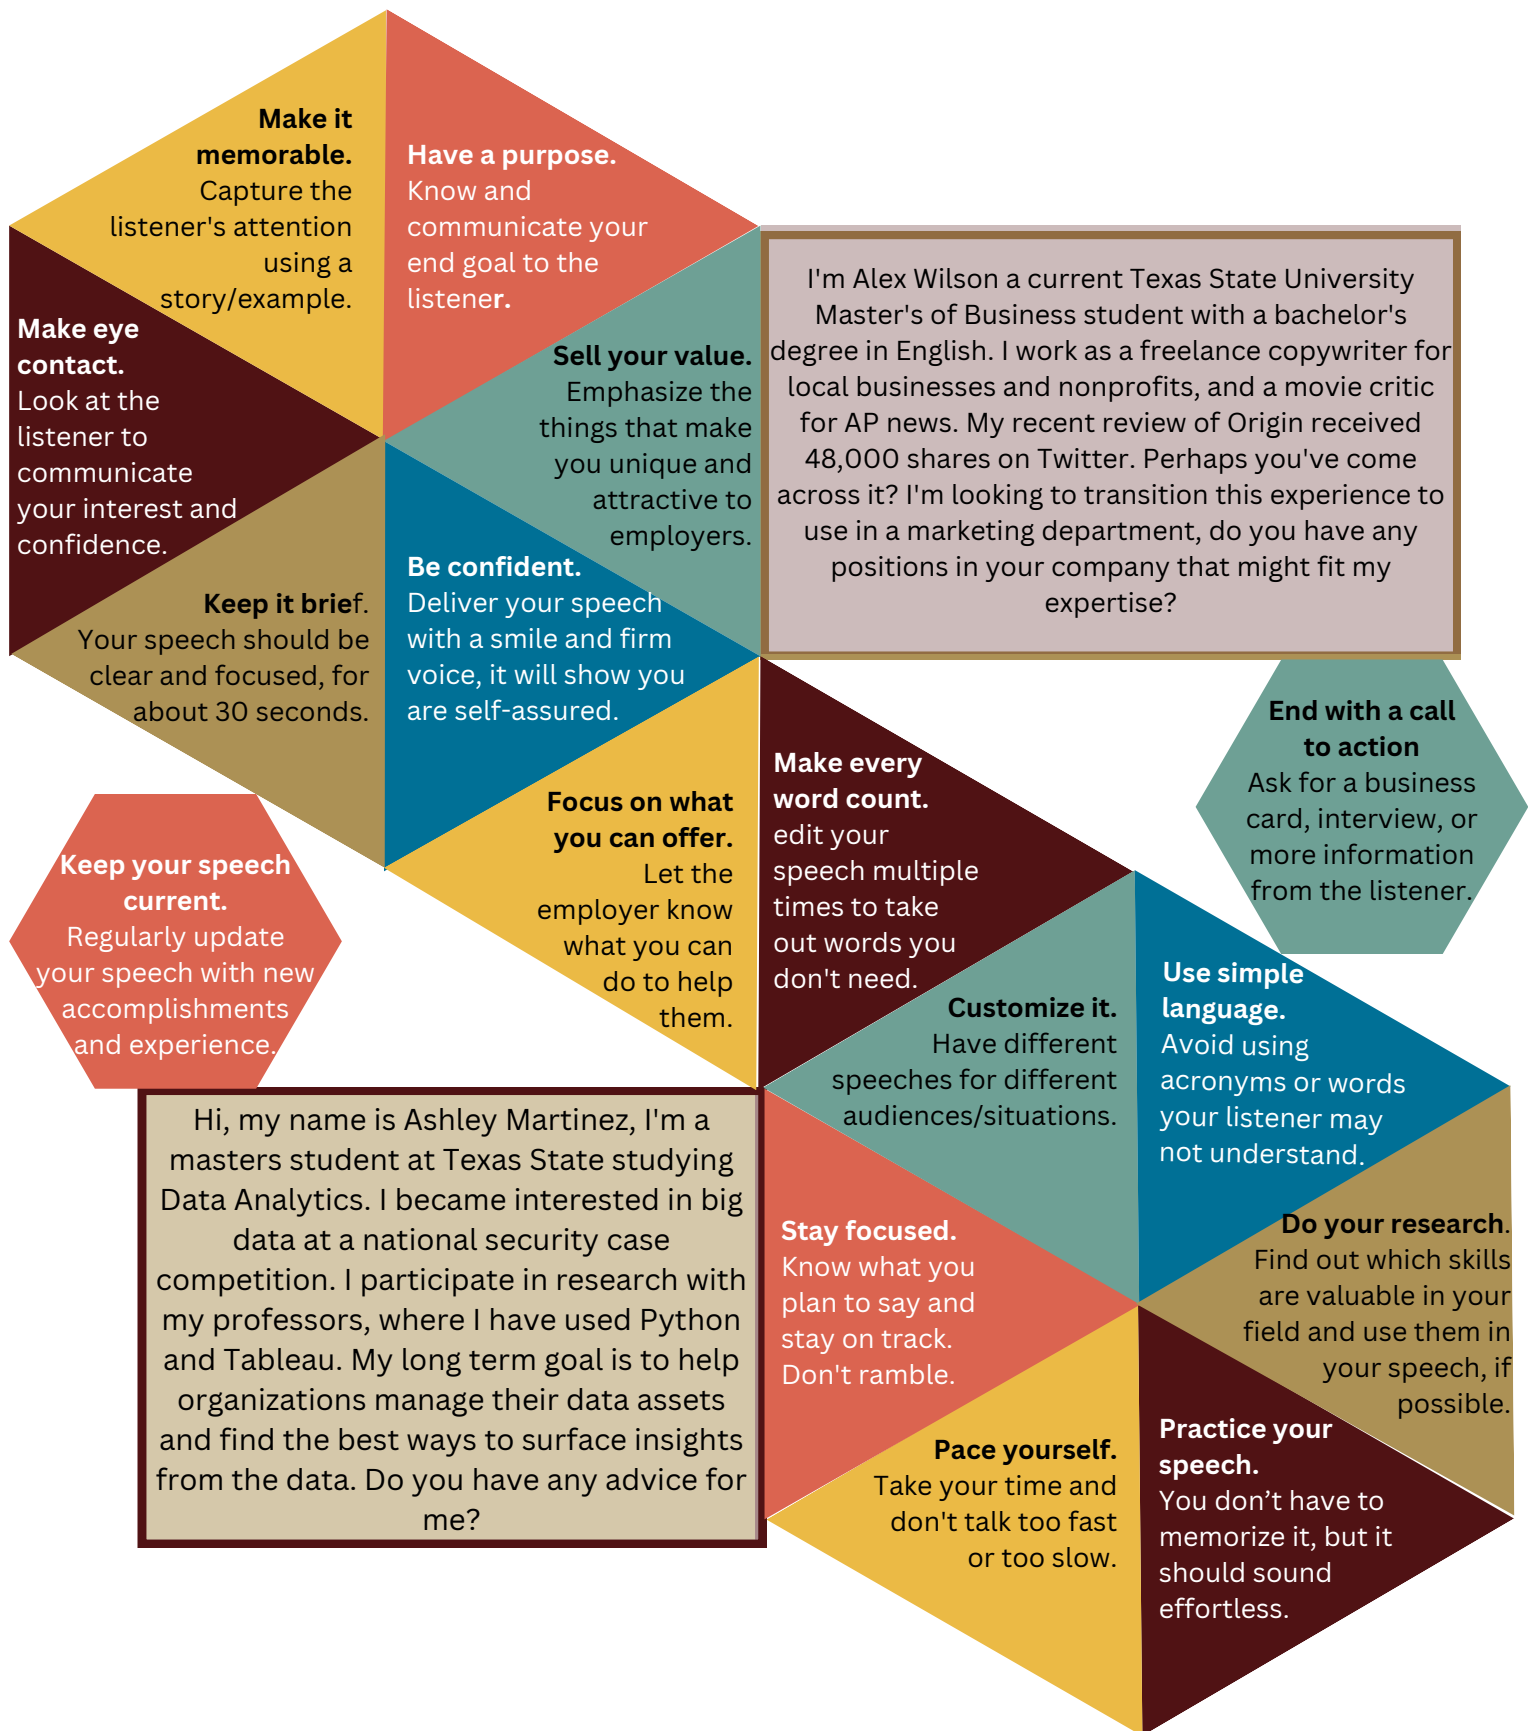 Make it
memorable.
Capture the
listener's attention
using a
story/example.
Have a purpose.
Know and
communicate your
end goal to the
listener.
Make eye
contact.
Look at the
listener to
communicate
your interest and
confidence.
Sell your value.
Emphasize the
things that make
you unique and
attractive to
employers.
I'm Alex Wilson a current Texas State University
Master's of Business student with a bachelor's
degree in English. I work as a freelance copywriter for
local businesses and nonprofits, and a movie critic
for AP news. My recent review of Origin received
48,000 shares on Twitter. Perhaps you've come
across it? I'm looking to transition this experience to
use in a marketing department, do you have any
positions in your company that might fit my
expertise?
Keep it brief.
Your speech should be
clear and focused, for
about 30 seconds.
Be confident.
Deliver your speech
with a smile and firm
voice, it will show you
are self-assured.
End with a call
to action
Ask for a business
card, interview, or
more information
from the listener.
Focus on what
you can offer.
Let the
employer know
what you can
do to help
them.
Make every
word count.
edit your
speech multiple
times to take
out words you
don't need.
Keep your speech
current.
Regularly update
your speech with new
accomplishments
and experience.
Customize it.
Have different
speeches for different
audiences/situations.
Use simple
language.
Avoid using
acronyms or words
your listener may
not understand.
Hi, my name is Ashley Martinez, I'm a
masters student at Texas State studying
Data Analytics. I became interested in big
data at a national security case
competition. I participate in research with
my professors, where I have used Python
and Tableau. My long term goal is to help
organizations manage their data assets
and find the best ways to surface insights
from the data. Do you have any advice for
me?
Stay focused.
Know what you
plan to say and
stay on track.
Don't ramble.
Do your research.
Find out which skills
are valuable in your
field and use them in
your speech, if
possible.
Pace yourself.
Take your time and
don't talk too fast
or too slow.
Practice your
speech.
You don’t have to
memorize it, but it
should sound
effortless.